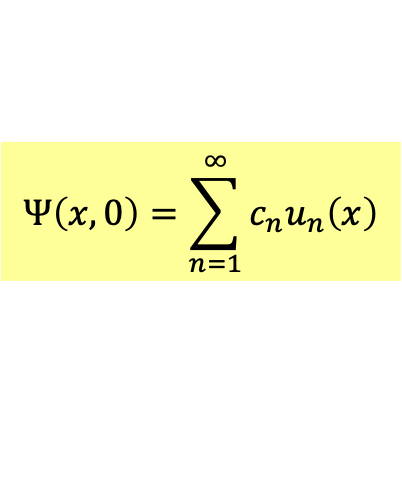 Ψ(x, 0) = ∑_{n=1}^{∞} c_n u_n(x)